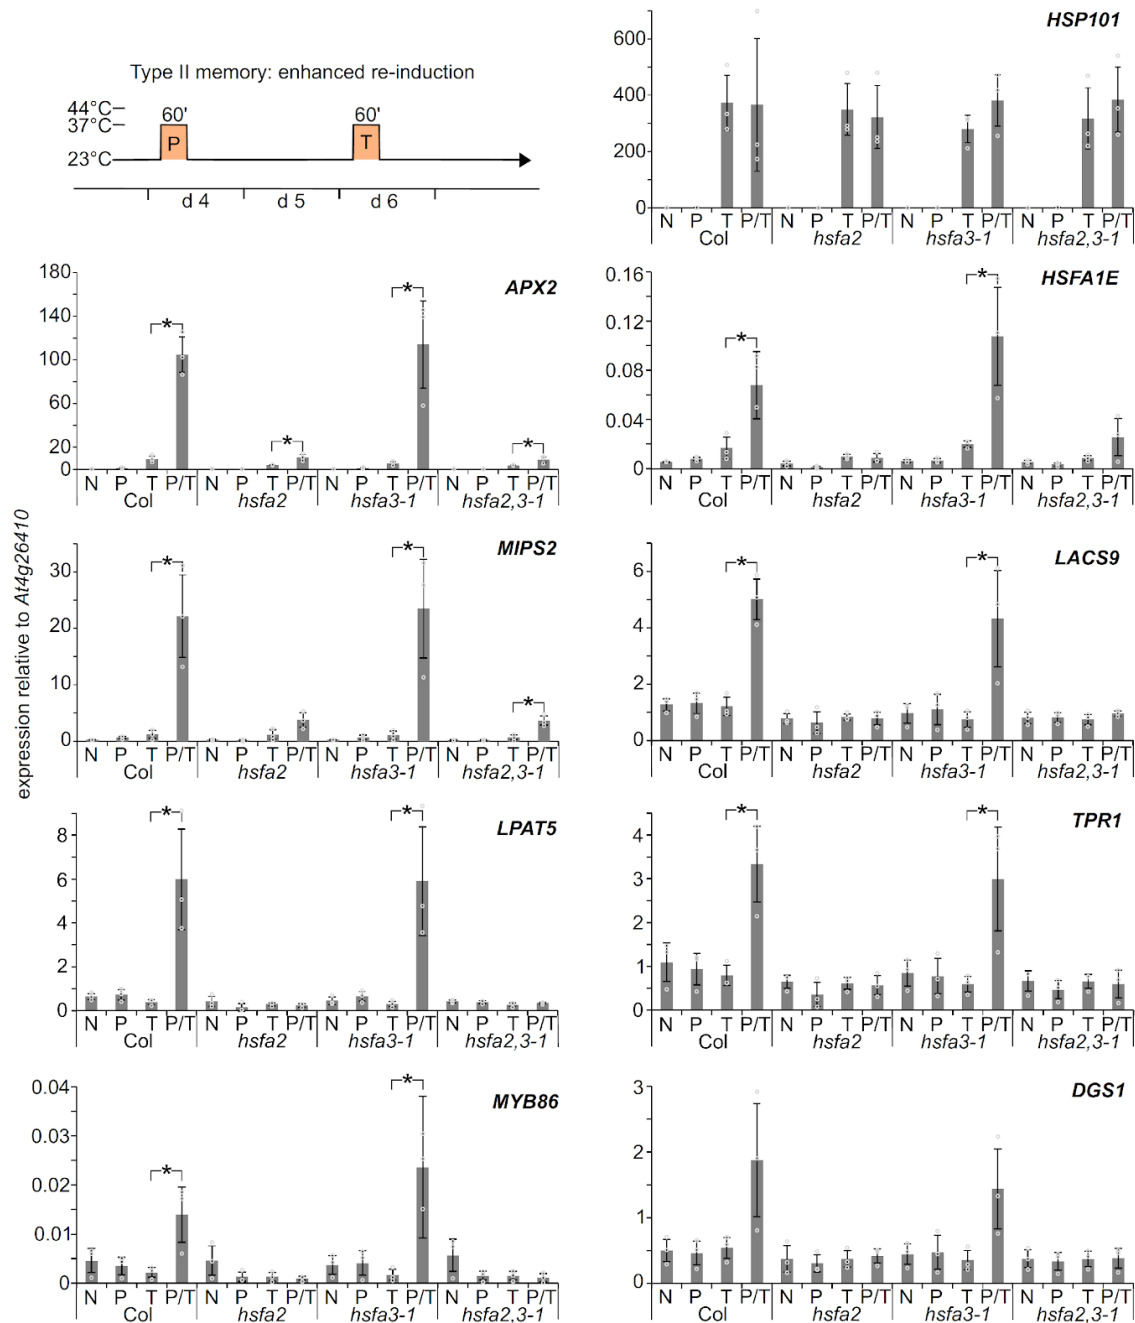 Type II memory: enhanced re-induction
44°C
37°C
23°C
60'
P
60'
T
d 4
d 5
d 6
HSP101
600
400
200
0
N P T P/T N P T P/T N P T P/T N P T P/T
Col hsfa2 hsfa3-1 hsfa2,3-1
expression relative to At4g26410
APX2
180
140
100
60
20
0
* * * *
N P T P/T N P T P/T N P T P/T N P T P/T
Col hsfa2 hsfa3-1 hsfa2,3-1
HSFA1E
0.16
0.12
0.08
0.04
0
* *
N P T P/T N P T P/T N P T P/T N P T P/T
Col hsfa2 hsfa3-1 hsfa2,3-1
MIPS2
30
20
10
0
* * *
N P T P/T N P T P/T N P T P/T N P T P/T
Col hsfa2 hsfa3-1 hsfa2,3-1
LACS9
6
4
2
0
* *
N P T P/T N P T P/T N P T P/T N P T P/T
Col hsfa2 hsfa3-1 hsfa2,3-1
LPAT5
8
6
4
2
0
* *
N P T P/T N P T P/T N P T P/T N P T P/T
Col hsfa2 hsfa3-1 hsfa2,3-1
TPR1
4
3
2
1
0
* *
N P T P/T N P T P/T N P T P/T N P T P/T
Col hsfa2 hsfa3-1 hsfa2,3-1
MYB86
0.04
0.03
0.02
0.01
0
* *
N P T P/T N P T P/T N P T P/T N P T P/T
Col hsfa2 hsfa3-1 hsfa2,3-1
DGS1
3
2
1
0
N P T P/T N P T P/T N P T P/T N P T P/T
Col hsfa2 hsfa3-1 hsfa2,3-1